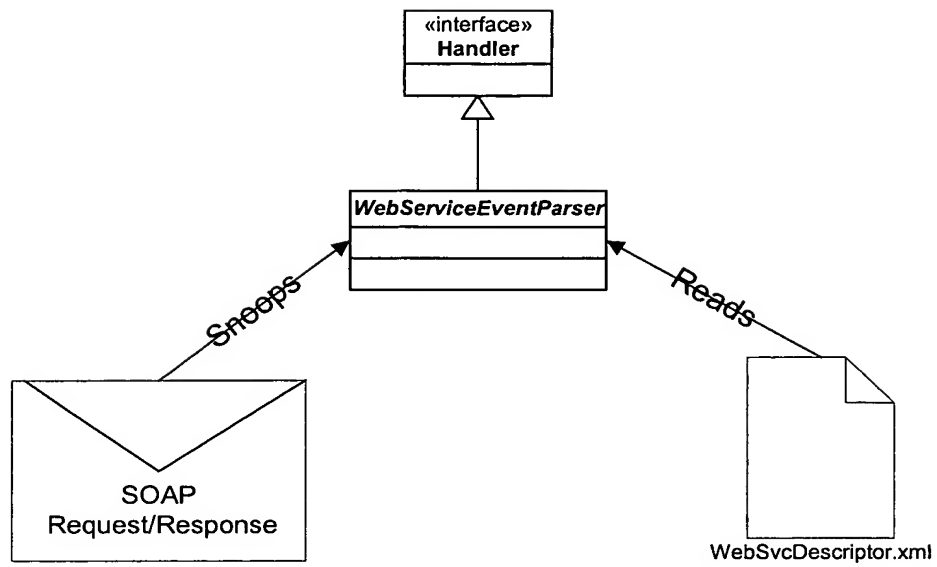 «interface»
Handler
WebServiceEventParser
Snoops
Reads
SOAP
Request/Response
WebSvcDescriptor.xml